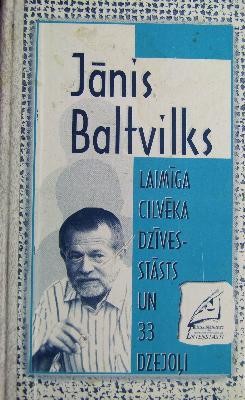 Jānis
Baltvilks
LAIMĪGA
CILVĒKA
DZĪVES-
STĀSTS
UN
33
DZEJOĻI